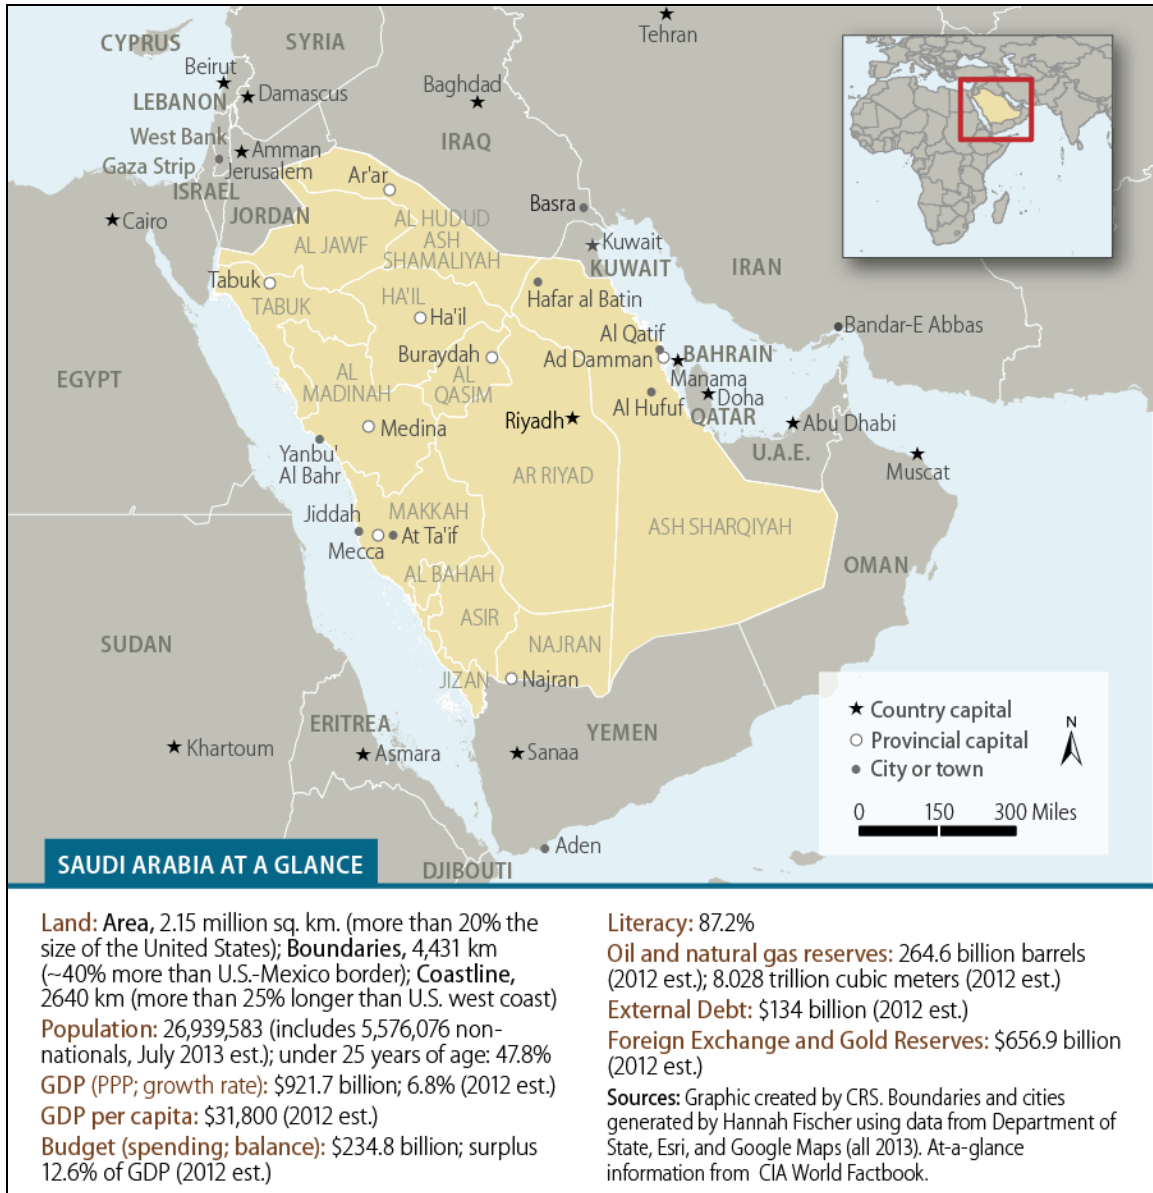 CYPRUS
SYRIA
Tehran
Beirut
Baghdad
LEBANON
Damascus
West Bank
Amman
IRAQ
Gaza Strip
Jerusalem
Ar'ar
ISRAEL
Basra
Cairo
JORDAN
AL HUDUD
ASH
SHAMALIYAH
AL JAWF
Kuwait
KUWAIT
IRAN
Tabuk
TABUK
HA'IL
Hafar al Batin
Ha'il
Bandar-E Abbas
Al Qatif
Buraydah
Ad Damman
BAHRAIN
EGYPT
AL
MADINAH
AL
QASIM
Manama
Doha
Al Hufuf
QATAR
Riyadh
Abu Dhabi
Medina
Yanbu'
Al Bahr
U.A.E.
Muscat
AR RIYAD
Jiddah
MAKKAH
ASH SHARQIYAH
Mecca
At Ta'if
OMAN
AL BAHAH
ASIR
SUDAN
NAJRAN
JIZAN
Najran
ERITREA
YEMEN
Khartoum
Asmara
Sanaa
Country capital
N
Provincial capital
City or town
0 150 300 Miles
Aden
DJIBOUTI
SAUDI ARABIA AT A GLANCE
Land: Area, 2.15 million sq. km. (more than 20% the
size of the United States); Boundaries, 4,431 km
(~40% more than U.S.-Mexico border); Coastline,
2640 km (more than 25% longer than U.S. west coast)
Population: 26,939,583 (includes 5,576,076 non-
nationals, July 2013 est.); under 25 years of age: 47.8%
GDP (PPP; growth rate): $921.7 billion; 6.8% (2012 est.)
GDP per capita: $31,800 (2012 est.)
Budget (spending; balance): $234.8 billion; surplus
12.6% of GDP (2012 est.)
Literacy: 87.2%
Oil and natural gas reserves: 264.6 billion barrels
(2012 est.); 8.028 trillion cubic meters (2012 est.)
External Debt: $134 billion (2012 est.)
Foreign Exchange and Gold Reserves: $656.9 billion
(2012 est.)
Sources: Graphic created by CRS. Boundaries and cities
generated by Hannah Fischer using data from Department of
State, Esri, and Google Maps (all 2013). At-a-glance
information from CIA World Factbook.